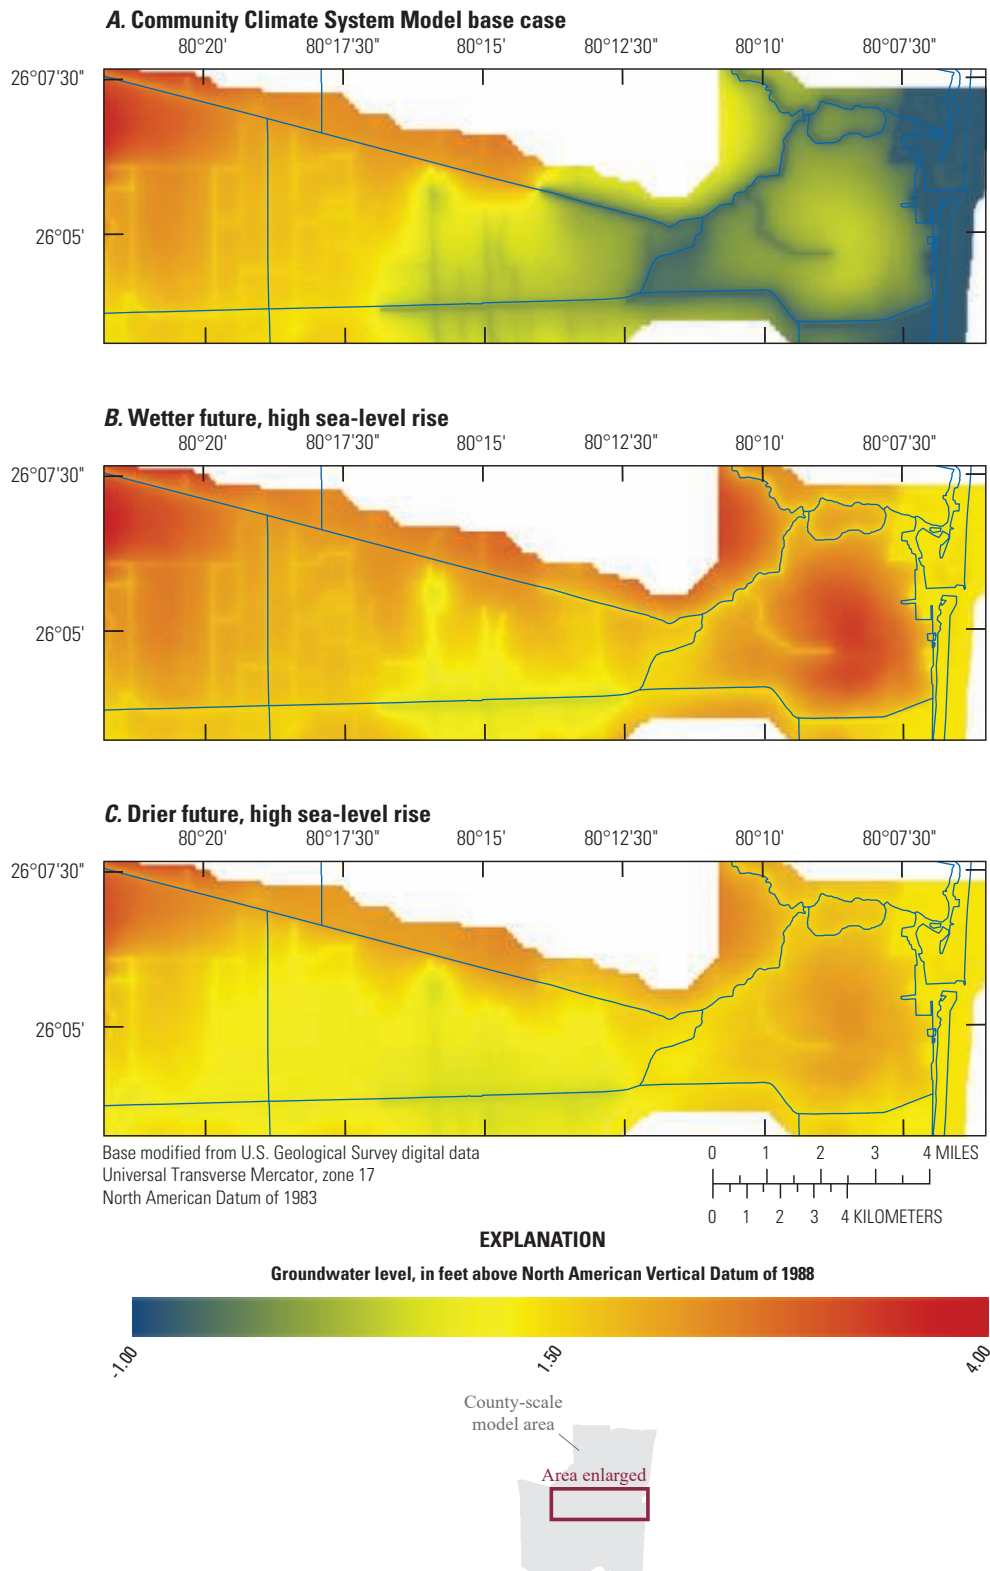 A. Community Climate System Model base case
80°20' 80°17'30" 80°15' 80°12'30" 80°10' 80°07'30"
26°07'30"
26°05'
B. Wetter future, high sea-level rise
80°20' 80°17'30" 80°15' 80°12'30" 80°10' 80°07'30"
26°07'30"
26°05'
C. Drier future, high sea-level rise
80°20' 80°17'30" 80°15' 80°12'30" 80°10' 80°07'30"
26°07'30"
26°05'
Base modified from U.S. Geological Survey digital data
Universal Transverse Mercator, zone 17
North American Datum of 1983
0 1 2 3 4 MILES
0 1 2 3 4 KILOMETERS
EXPLANATION
Groundwater level, in feet above North American Vertical Datum of 1988
-1.00 1.50 4.00
County-scale
model area
Area enlarged